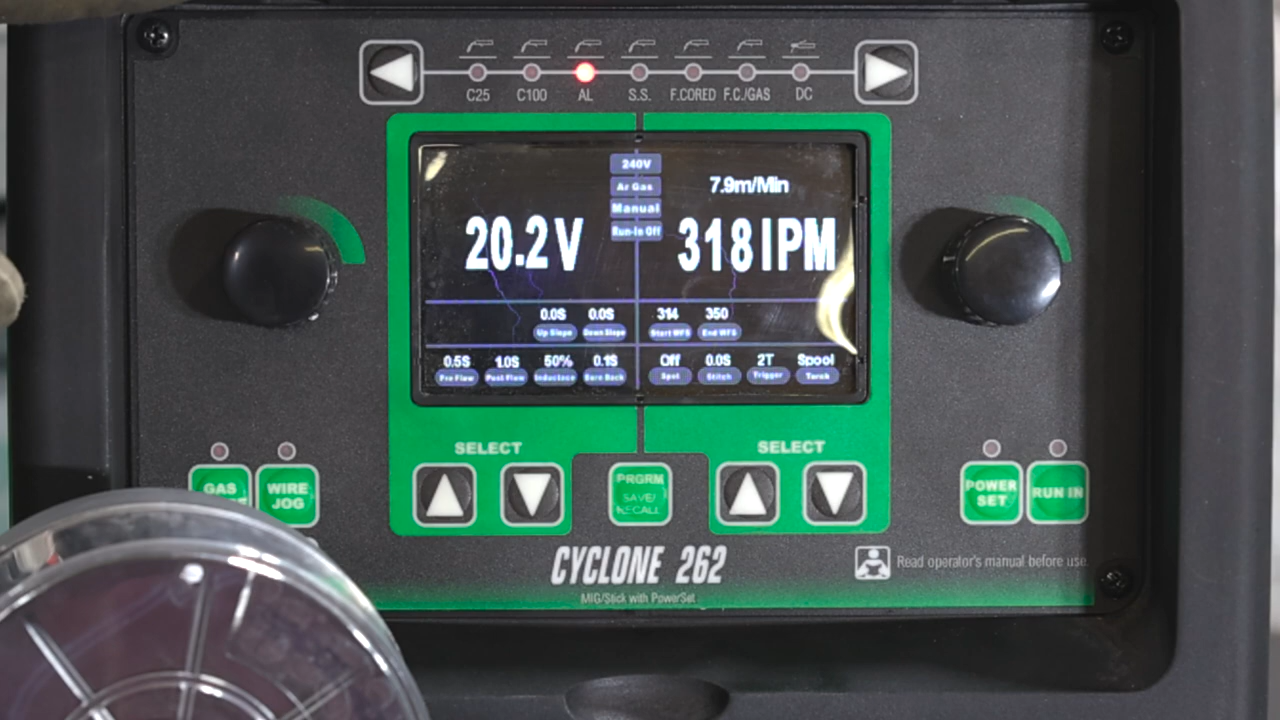 C25 C100 AL S.S. F.CORED F.C./GAS DC
240V
Ar Gas
Manual
Run-In Off
7.9m/Min
20.2V
318IPM
0.0S 0.0S
Up Slope Down Slope
314 350
Start WFS End WFS
0.5S 1.0S 50% 0.1S
Pre Flow Post Flow Inductance Burn Back
Off 0.0S 2T Spool
Spot Stitch Trigger Torch
SELECT
SELECT
GAS
WIRE
JOG
PRGRM
SAVE/
RECALL
POWER
SET
RUN IN
CYCLONE 262
MIG/Stick with PowerSet
Read operator's manual before use.